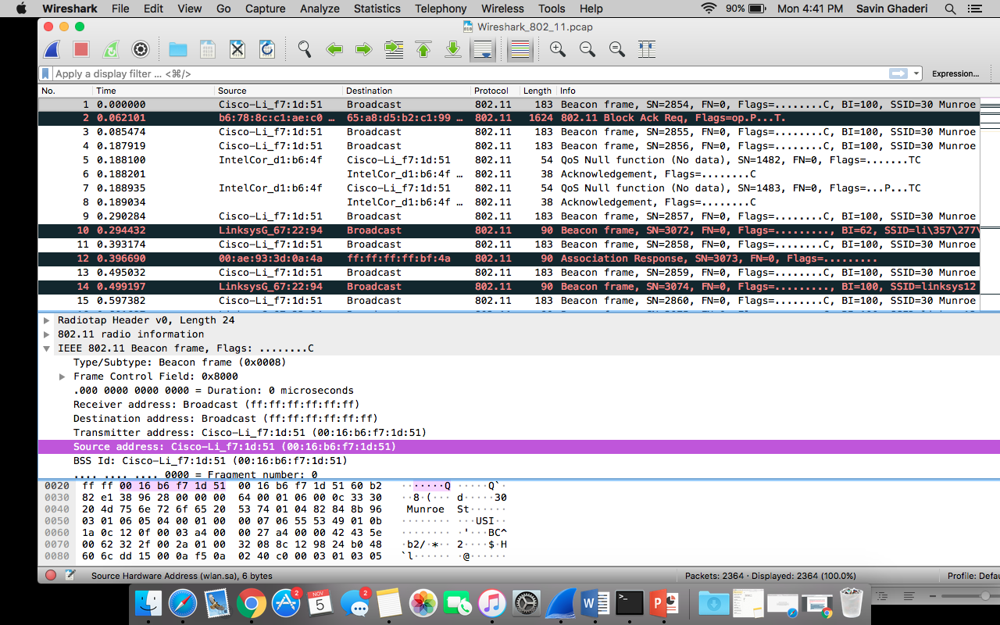 Wireshark File Edit View Go Capture Analyze Statistics Telephony Wireless Tools Help 90% Mon 4:41 PM Savin Ghaderi
Wireshark_802_11.pcap
Apply a display filter ... <⌘/> Expression...
No. Time Source Destination Protocol Length Info
1 0.000000 Cisco-Li_f7:1d:51 Broadcast 802.11 183 Beacon frame, SN=2854, FN=0, Flags=........C, BI=100, SSID=30 Munroe
2 0.062101 b6:78:8c:c1:ae:c0 … 65:a8:d5:b2:c1:99 … 802.11 1624 802.11 Block Ack Req, Flags=op.P...T.
3 0.085474 Cisco-Li_f7:1d:51 Broadcast 802.11 183 Beacon frame, SN=2855, FN=0, Flags=........C, BI=100, SSID=30 Munroe
4 0.187919 Cisco-Li_f7:1d:51 Broadcast 802.11 183 Beacon frame, SN=2856, FN=0, Flags=........C, BI=100, SSID=30 Munroe
5 0.188100 IntelCor_d1:b6:4f Cisco-Li_f7:1d:51 802.11 54 QoS Null function (No data), SN=1482, FN=0, Flags=.......TC
6 0.188201 IntelCor_d1:b6:4f … 802.11 38 Acknowledgement, Flags=........C
7 0.188935 IntelCor_d1:b6:4f Cisco-Li_f7:1d:51 802.11 54 QoS Null function (No data), SN=1483, FN=0, Flags=...P...TC
8 0.189034 IntelCor_d1:b6:4f … 802.11 38 Acknowledgement, Flags=........C
9 0.290284 Cisco-Li_f7:1d:51 Broadcast 802.11 183 Beacon frame, SN=2857, FN=0, Flags=........C, BI=100, SSID=30 Munroe
10 0.294432 LinksysG_67:22:94 Broadcast 802.11 90 Beacon frame, SN=3072, FN=0, Flags=........., BI=62, SSID=li\357\277\
11 0.393174 Cisco-Li_f7:1d:51 Broadcast 802.11 183 Beacon frame, SN=2858, FN=0, Flags=........C, BI=100, SSID=30 Munroe
12 0.396690 00:ae:93:3d:0a:4a ff:ff:ff:ff:bf:4a 802.11 90 Association Response, SN=3073, FN=0, Flags=.........
13 0.495032 Cisco-Li_f7:1d:51 Broadcast 802.11 183 Beacon frame, SN=2859, FN=0, Flags=........C, BI=100, SSID=30 Munroe
14 0.499197 LinksysG_67:22:94 Broadcast 802.11 90 Beacon frame, SN=3074, FN=0, Flags=........., BI=100, SSID=linksys12
15 0.597382 Cisco-Li_f7:1d:51 Broadcast 802.11 183 Beacon frame, SN=2860, FN=0, Flags=........C, BI=100, SSID=30 Munroe
Radiotap Header v0, Length 24
802.11 radio information
IEEE 802.11 Beacon frame, Flags: ........C
Type/Subtype: Beacon frame (0x0008)
Frame Control Field: 0x8000
.000 0000 0000 0000 = Duration: 0 microseconds
Receiver address: Broadcast (ff:ff:ff:ff:ff:ff)
Destination address: Broadcast (ff:ff:ff:ff:ff:ff)
Transmitter address: Cisco-Li_f7:1d:51 (00:16:b6:f7:1d:51)
Source address: Cisco-Li_f7:1d:51 (00:16:b6:f7:1d:51)
BSS Id: Cisco-Li_f7:1d:51 (00:16:b6:f7:1d:51)
.... .... .... 0000 = Fragment number: 0
0020 ff ff 00 16 b6 f7 1d 51 00 16 b6 f7 1d 51 60 b2 ·······Q ·····Q`·
0030 82 e1 38 96 28 00 00 00 64 00 01 06 00 0c 33 30 ··8·(··· d·····30
0040 20 4d 75 6e 72 6f 65 20 53 74 01 04 82 84 8b 96 Munroe St······
0050 03 01 06 05 04 00 01 00 00 07 06 55 53 49 01 0b ········ ···USI··
0060 1a 0c 12 0f 00 03 a4 00 00 27 a4 00 00 42 43 5e ········ ·'···BC^
0070 00 62 32 2f 00 2a 01 00 32 08 8c 12 98 24 b0 48 ·b2/·*·· 2····$·H
0080 60 6c dd 15 00 0a f5 0a 02 40 c0 00 03 01 03 05 `l······ ·@······
Source Hardware Address (wlan.sa), 6 bytes Packets: 2364 · Displayed: 2364 (100.0%) Profile: Defau
2 NOV 5 2